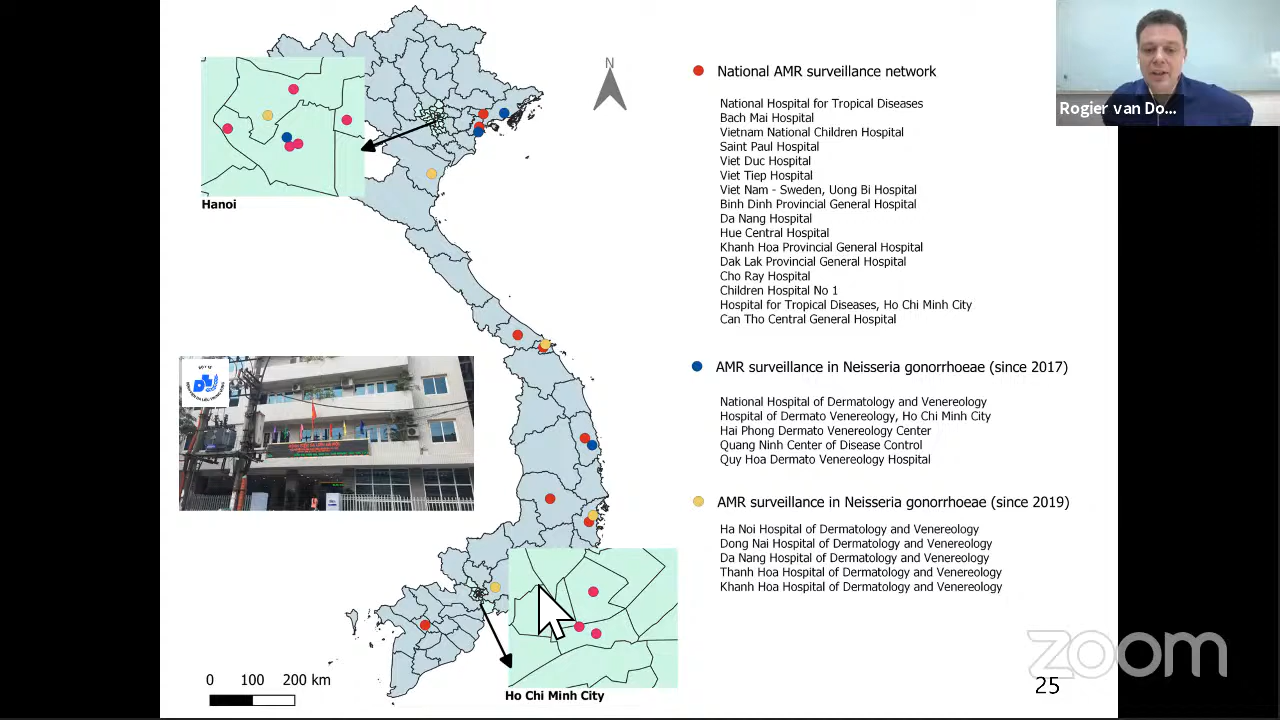 National AMR surveillance network
National Hospital for Tropical Diseases
Bach Mai Hospital
Vietnam National Children Hospital
Saint Paul Hospital
Viet Duc Hospital
Viet Tiep Hospital
Viet Nam - Sweden, Uong Bi Hospital
Binh Dinh Provincial General Hospital
Da Nang Hospital
Hue Central Hospital
Khanh Hoa Provincial General Hospital
Dak Lak Provincial General Hospital
Cho Ray Hospital
Children Hospital No 1
Hospital for Tropical Diseases, Ho Chi Minh City
Can Tho Central General Hospital
AMR surveillance in Neisseria gonorrhoeae (since 2017)
National Hospital of Dermatology and Venereology
Hospital of Dermato Venereology, Ho Chi Minh City
Hai Phong Dermato Venereology Center
Quang Ninh Center of Disease Control
Quy Hoa Dermato Venereology Hospital
AMR surveillance in Neisseria gonorrhoeae (since 2019)
Ha Noi Hospital of Dermatology and Venereology
Dong Nai Hospital of Dermatology and Venereology
Da Nang Hospital of Dermatology and Venereology
Thanh Hoa Hospital of Dermatology and Venereology
Khanh Hoa Hospital of Dermatology and Venereology
N
Hanoi
Ho Chi Minh City
0 100 200 km
25
Rogier van Do...
zoom